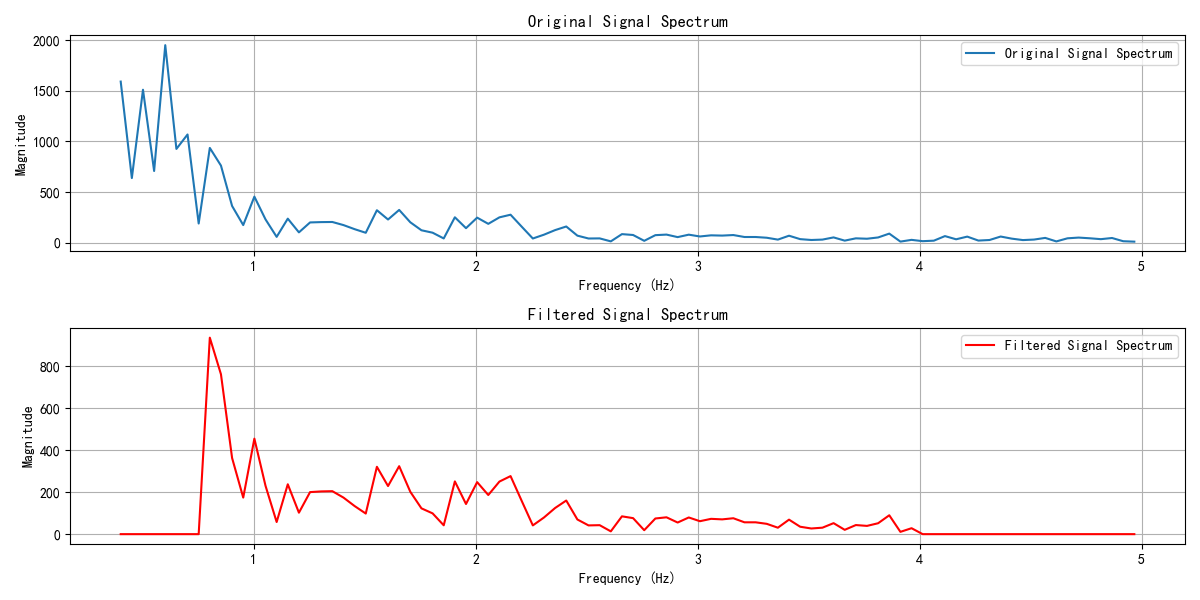 Original Signal Spectrum
2000
1500
1000
500
0
Magnitude
Original Signal Spectrum
1 2 3 4 5
Frequency (Hz)
Filtered Signal Spectrum
800
600
400
200
0
Magnitude
Filtered Signal Spectrum
1 2 3 4 5
Frequency (Hz)